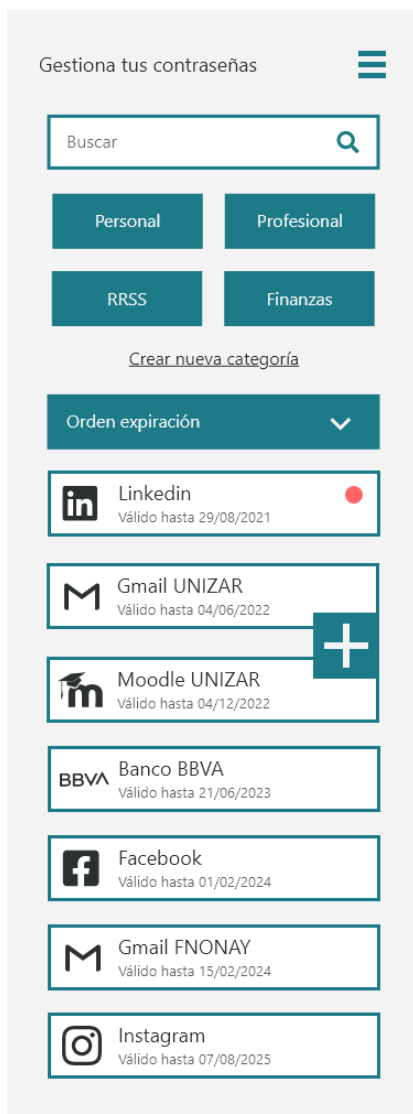 Gestiona tus contraseñas
Buscar
Personal
Profesional
RRSS
Finanzas
Crear nueva categoría
Orden expiración
in
Linkedin
Válido hasta 29/08/2021
Gmail UNIZAR
Válido hasta 04/06/2022
m
Moodle UNIZAR
Válido hasta 04/12/2022
BBVA
Banco BBVA
Válido hasta 21/06/2023
f
Facebook
Válido hasta 01/02/2024
Gmail FNONAY
Válido hasta 15/02/2024
Instagram
Válido hasta 07/08/2025